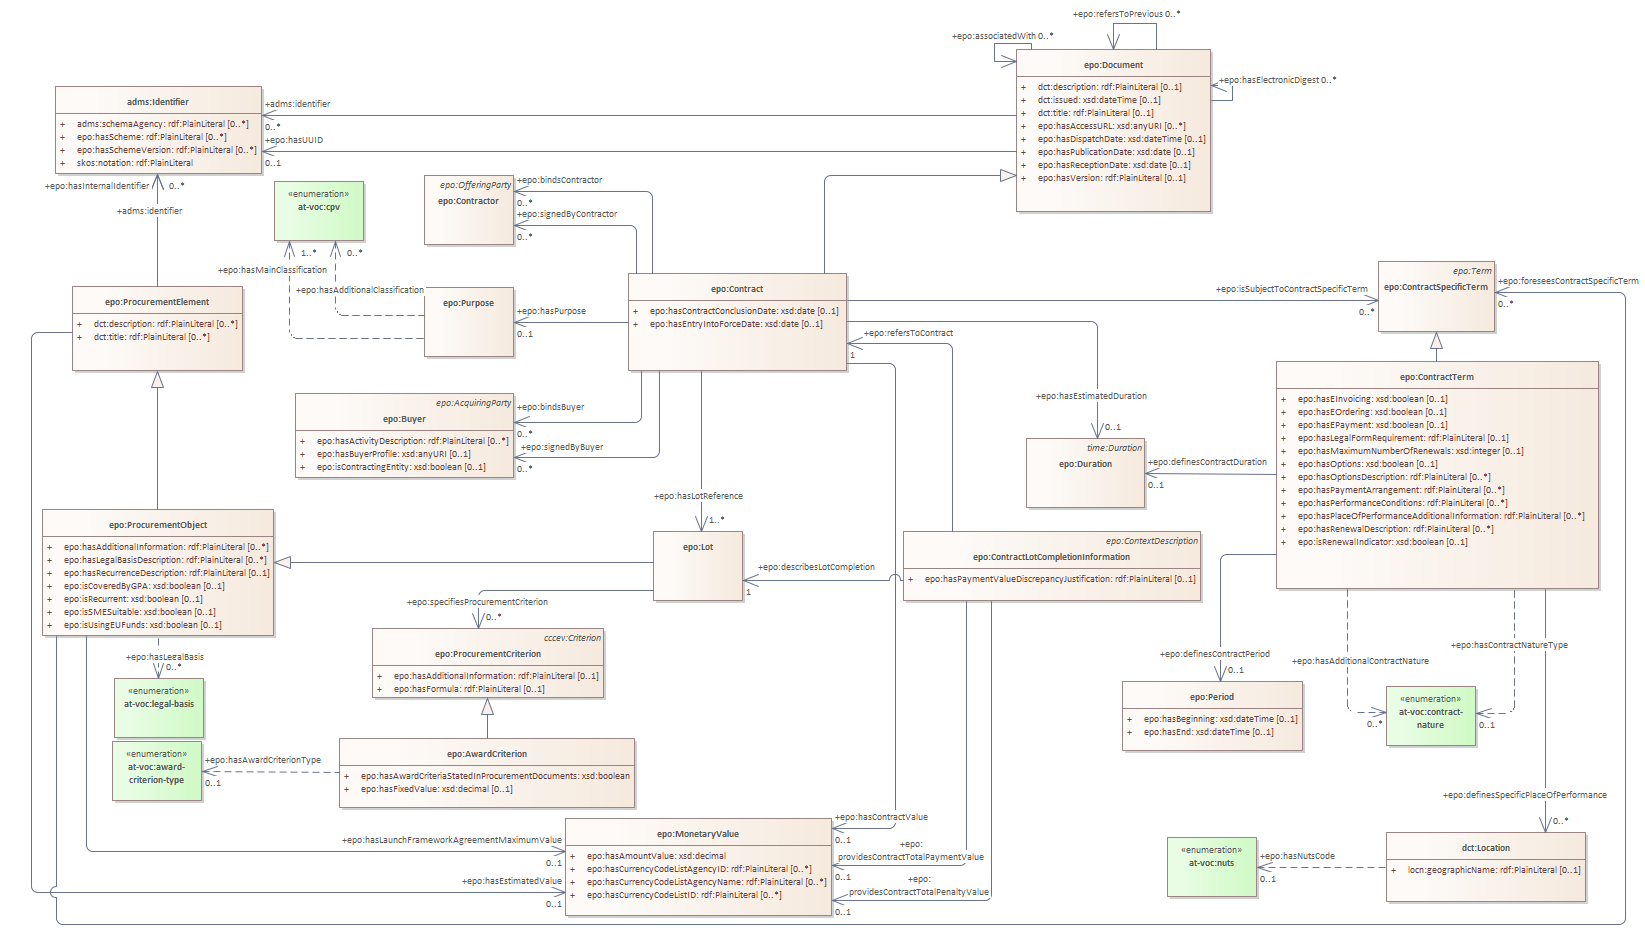 +epo:refersToPrevious 0..*
+epo:associatedWith 0..*
epo:Document
+ dct:description: rdf:PlainLiteral [0..1]
+ dct:issued: xsd:dateTime [0..1]
+ dct:title: rdf:PlainLiteral [0..1]
+ epo:hasAccessURL: xsd:anyURI [0..*]
+ epo:hasDispatchDate: xsd:dateTime [0..1]
+ epo:hasPublicationDate: xsd:date [0..1]
+ epo:hasReceptionDate: xsd:date [0..1]
+ epo:hasVersion: rdf:PlainLiteral [0..1]
+epo:hasElectronicDigest 0..*
adms:Identifier
+ adms:schemaAgency: rdf:PlainLiteral [0..*]
+ epo:hasScheme: rdf:PlainLiteral [0..*]
+ epo:hasSchemeVersion: rdf:PlainLiteral [0..*]
+ skos:notation: rdf:PlainLiteral
+adms:identifier
0..*
+epo:hasUUID
0..1
+epo:hasInternalIdentifier
0..*
+adms:identifier
«enumeration»
at-voc:cpv
1..*
0..*
+epo:hasMainClassification
+epo:hasAdditionalClassification
epo:OfferingParty
epo:Contractor
+epo:bindsContractor
0..*
+epo:signedByContractor
0..*
epo:ProcurementElement
+ dct:description: rdf:PlainLiteral [0..*]
+ dct:title: rdf:PlainLiteral [0..*]
epo:Purpose
+epo:hasPurpose
0..1
epo:Contract
+ epo:hasContractConclusionDate: xsd:date [0..1]
+ epo:hasEntryIntoForceDate: xsd:date [0..1]
+epo:isSubjectToContractSpecificTerm
0..*
epo:Term
epo:ContractSpecificTerm
+epo:foreseesContractSpecificTerm
0..*
+epo:refersToContract
1
epo:AcquiringParty
epo:Buyer
+ epo:hasActivityDescription: rdf:PlainLiteral [0..*]
+ epo:hasBuyerProfile: xsd:anyURI [0..1]
+ epo:isContractingEntity: xsd:boolean [0..1]
+epo:bindsBuyer
0..*
+epo:signedByBuyer
0..*
+epo:hasEstimatedDuration
0..1
time:Duration
epo:Duration
+epo:definesContractDuration
0..1
epo:ContractTerm
+ epo:hasEInvoicing: xsd:boolean [0..1]
+ epo:hasEOrdering: xsd:boolean [0..1]
+ epo:hasEPayment: xsd:boolean [0..1]
+ epo:hasLegalFormRequirement: rdf:PlainLiteral [0..1]
+ epo:hasMaximumNumberOfRenewals: xsd:integer [0..1]
+ epo:hasOptions: xsd:boolean [0..1]
+ epo:hasOptionsDescription: rdf:PlainLiteral [0..*]
+ epo:hasPaymentArrangement: rdf:PlainLiteral [0..*]
+ epo:hasPerformanceConditions: rdf:PlainLiteral [0..*]
+ epo:hasPlaceOfPerformanceAdditionalInformation: rdf:PlainLiteral [0..*]
+ epo:hasRenewalDescription: rdf:PlainLiteral [0..*]
+ epo:isRenewalIndicator: xsd:boolean [0..1]
+epo:hasLotReference
1..*
epo:Lot
epo:ProcurementObject
+ epo:hasAdditionalInformation: rdf:PlainLiteral [0..*]
+ epo:hasLegalBasisDescription: rdf:PlainLiteral [0..*]
+ epo:hasRecurrenceDescription: rdf:PlainLiteral [0..1]
+ epo:isCoveredByGPA: xsd:boolean [0..1]
+ epo:isRecurrent: xsd:boolean [0..1]
+ epo:isSMESuitable: xsd:boolean [0..1]
+ epo:isUsingEUFunds: xsd:boolean [0..1]
epo:ContextDescription
epo:ContractLotCompletionInformation
+ epo:hasPaymentValueDiscrepancyJustification: rdf:PlainLiteral [0..1]
+epo:describesLotCompletion
1
+epo:specifiesProcurementCriterion
0..*
cccev:Criterion
epo:ProcurementCriterion
+ epo:hasAdditionalInformation: rdf:PlainLiteral [0..1]
+ epo:hasFormula: rdf:PlainLiteral [0..1]
+epo:hasLegalBasis
0..*
«enumeration»
at-voc:legal-basis
«enumeration»
at-voc:award-
criterion-type
+epo:hasAwardCriterionType
0..1
epo:AwardCriterion
+ epo:hasAwardCriteriaStatedInProcurementDocuments: xsd:boolean
+ epo:hasFixedValue: xsd:decimal [0..1]
+epo:definesContractPeriod
0..1
epo:Period
+ epo:hasBeginning: xsd:dateTime [0..1]
+ epo:hasEnd: xsd:dateTime [0..1]
+epo:hasAdditionalContractNature
0..*
+epo:hasContractNatureType
0..1
«enumeration»
at-voc:contract-
nature
+epo:definesSpecificPlaceOfPerformance
0..*
+epo:hasContractValue
0..1
+epo:
providesContractTotalPaymentValue
0..1
+epo:
providesContractTotalPenaltyValue
0..1
+epo:hasLaunchFrameworkAgreementMaximumValue
0..1
+epo:hasEstimatedValue
0..1
epo:MonetaryValue
+ epo:hasAmountValue: xsd:decimal
+ epo:hasCurrencyCodeListAgencyID: rdf:PlainLiteral [0..*]
+ epo:hasCurrencyCodeListAgencyName: rdf:PlainLiteral [0..*]
+ epo:hasCurrencyCodeListID: rdf:PlainLiteral [0..*]
«enumeration»
at-voc:nuts
+epo:hasNutsCode
0..1
dct:Location
+ locn:geographicName: rdf:PlainLiteral [0..1]